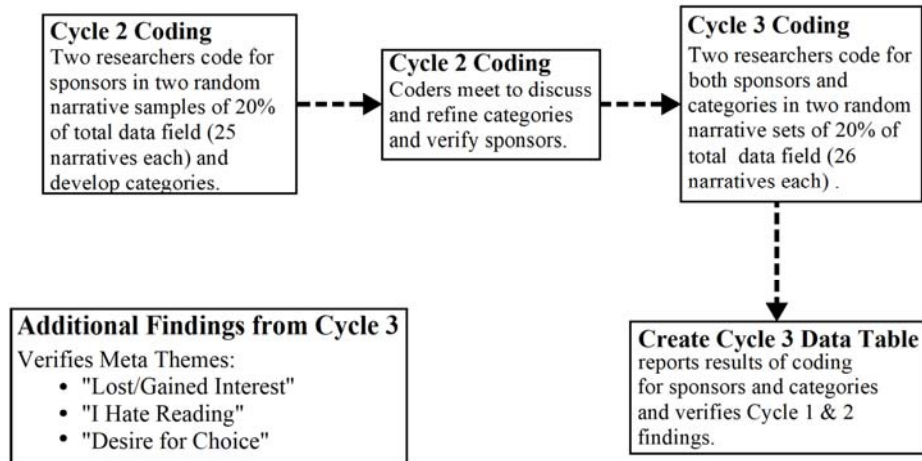 Cycle 2 Coding
Two researchers code for
sponsors in two random
narrative samples of 20%
of total data field (25
narratives each) and
develop categories.
Cycle 2 Coding
Coders meet to discuss
and refine categories
and verify sponsors.
Cycle 3 Coding
Two researchers code for
both sponsors and
categories in two random
narrative sets of 20% of
total data field (26
narratives each) .
Additional Findings from Cycle 3
Verifies Meta Themes:
• "Lost/Gained Interest"
• "I Hate Reading"
• "Desire for Choice"
Create Cycle 3 Data Table
reports results of coding
for sponsors and categories
and verifies Cycle 1 & 2
findings.